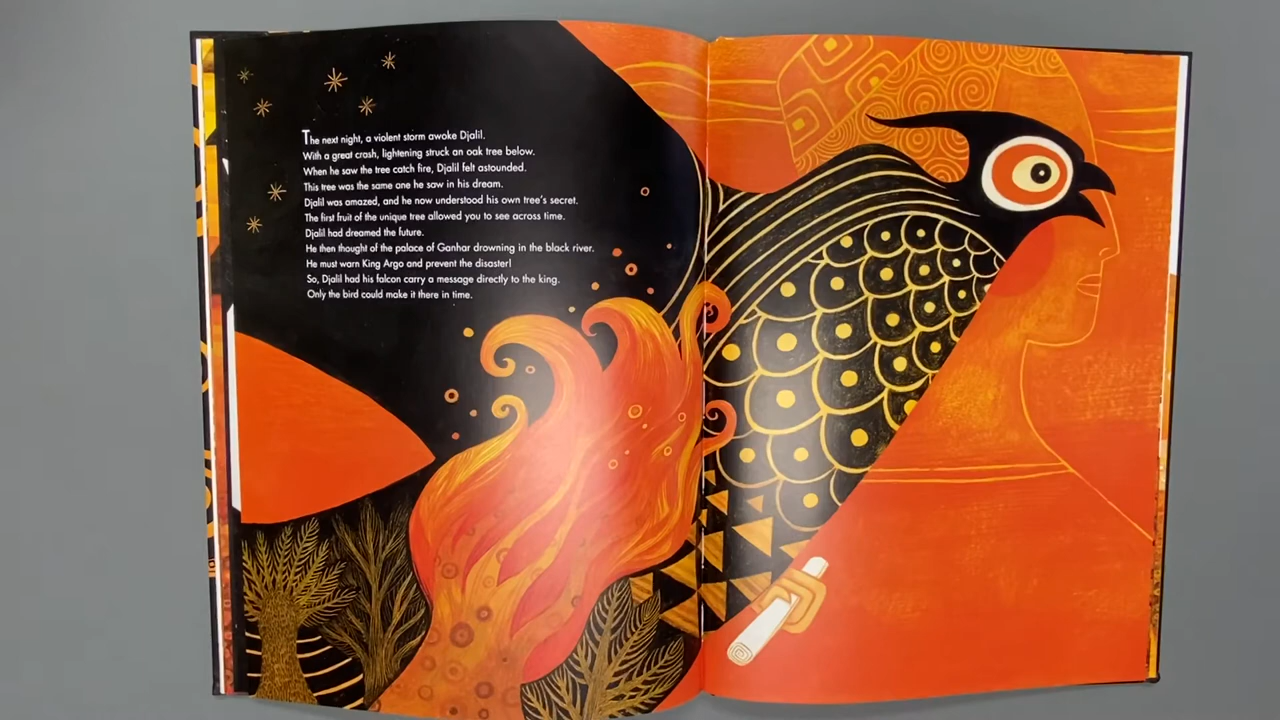 The next night, a violent storm awoke Djalil.
With a great crash, lightening struck an oak tree below.
When he saw the tree catch fire, Djalil felt astounded.
This tree was the same one he saw in his dream.
Djalil was amazed, and he now understood his own tree's secret.
The first fruit of the unique tree allowed you to see across time.
Djalil had dreamed the future.
He then thought of the palace of Ganhar drowning in the black river.
He must warn King Argo and prevent the disaster!
So, Djalil had his falcon carry a message directly to the king.
Only the bird could make it there in time.